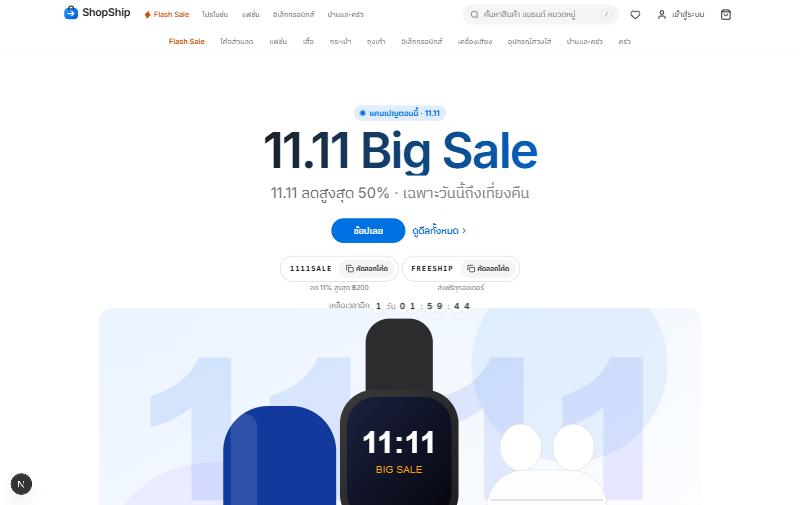 ShopShip
Flash Sale โปรโมชัน แฟชั่น อิเล็กทรอนิกส์ บ้านและครัว
ค้นหาสินค้า แบรนด์ หมวดหมู่ /
เข้าสู่ระบบ
Flash Sale โค้ดส่วนลด แฟชั่น เสื้อ กระเป๋า ถุงเท้า อิเล็กทรอนิกส์ เครื่องเสียง อุปกรณ์สวมใส่ บ้านและครัว ครัว
แคมเปญตอนนี้ · 11.11
11.11 Big Sale
11.11 ลดสูงสุด 50% · เฉพาะวันนี้ถึงเที่ยงคืน
ช้อปเลย ดูดีลทั้งหมด ›
1111SALE คัดลอกโค้ด FREESHIP คัดลอกโค้ด
ลด 11% สูงสุด ฿200 ส่งฟรีทุกออเดอร์
เหลือเวลาอีก 1 วัน 01 : 59 : 44
11 11
11:11
BIG SALE
N